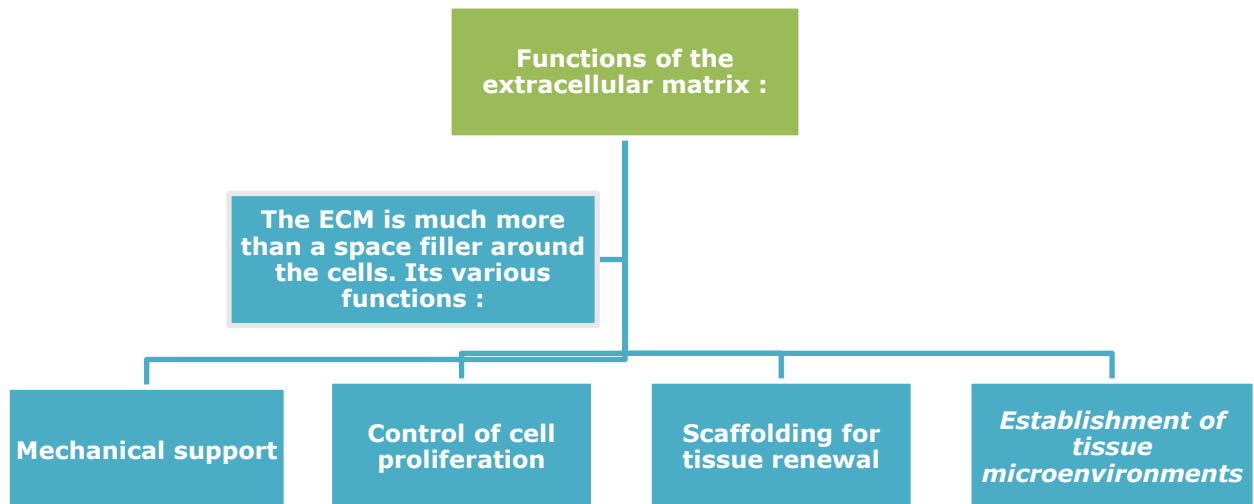 Functions of the
extracellular matrix :
The ECM is much more
than a space filler around
the cells. Its various
functions :
Mechanical support
Control of cell
proliferation
Scaffolding for
tissue renewal
Establishment of
tissue
microenvironments